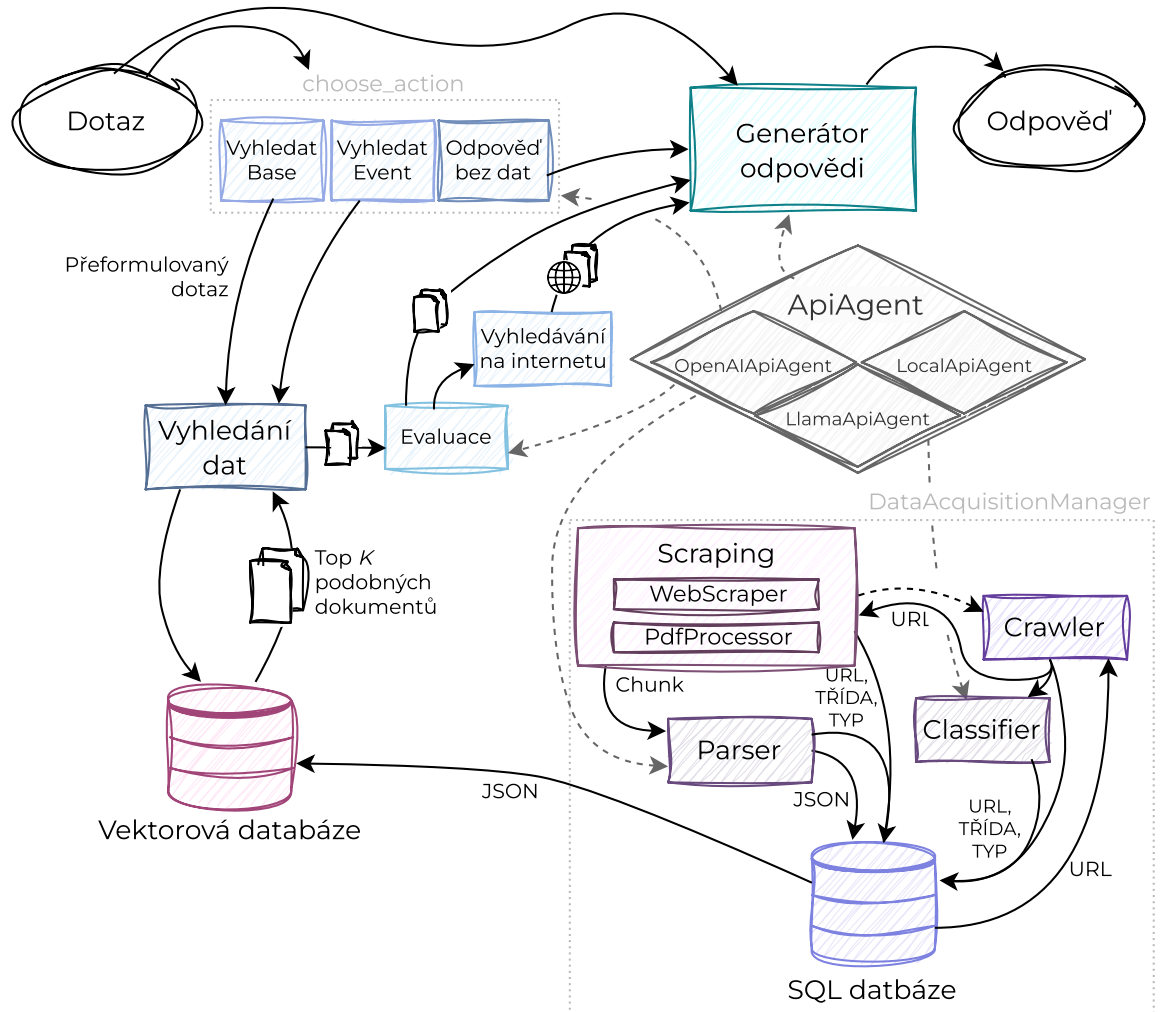 choose_action
Dotaz
Vyhledat
Base
Vyhledat
Event
Odpověď
bez dat
Generátor
odpovědi
Odpověď
Přeformulovaný
dotaz
Vyhledávání
na internetu
ApiAgent
OpenAIApiAgent
LocalApiAgent
LlamaApiAgent
Vyhledání
dat
Evaluace
Top K
podobných
dokumentů
DataAcquisitionManager
Scraping
WebScraper
PdfProcessor
URL
Crawler
Chunk
URL,
TŘÍDA,
TYP
Classifier
Parser
JSON
JSON
URL,
TŘÍDA,
TYP
URL
Vektorová databáze
SQL datbáze